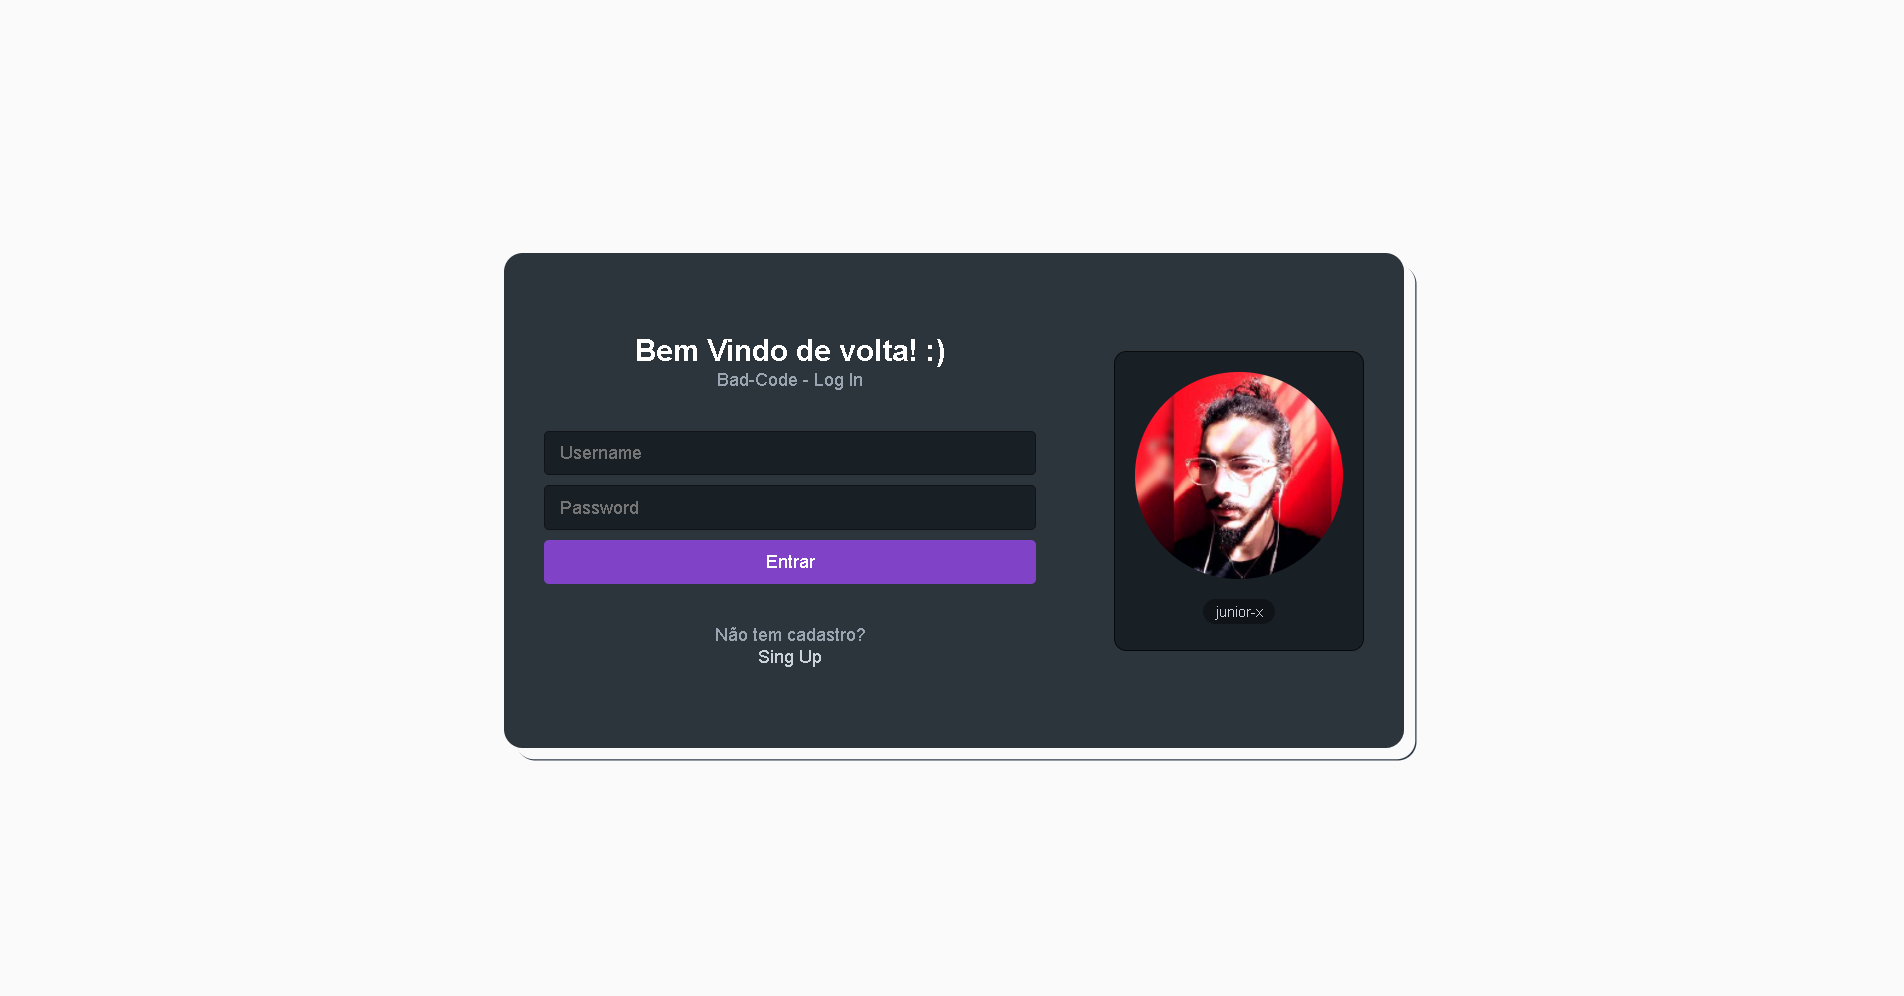 Bem Vindo de volta! :)
Bad-Code - Log In
Username
Password
Entrar
Não tem cadastro?
Sing Up
junior-x